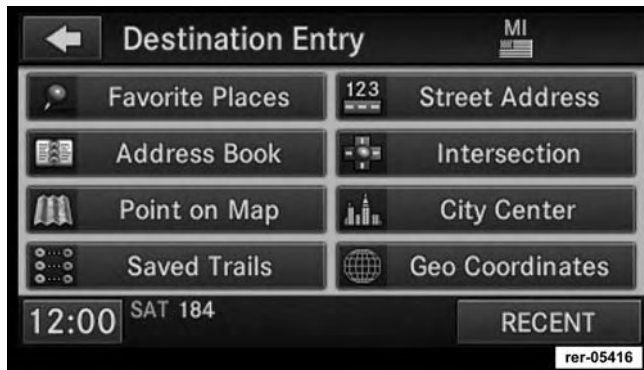 Destination Entry
MI
Favorite Places
123
Street Address
Address Book
Intersection
Point on Map
City Center
Saved Trails
Geo Coordinates
12:00
SAT 184
RECENT
rer-05416